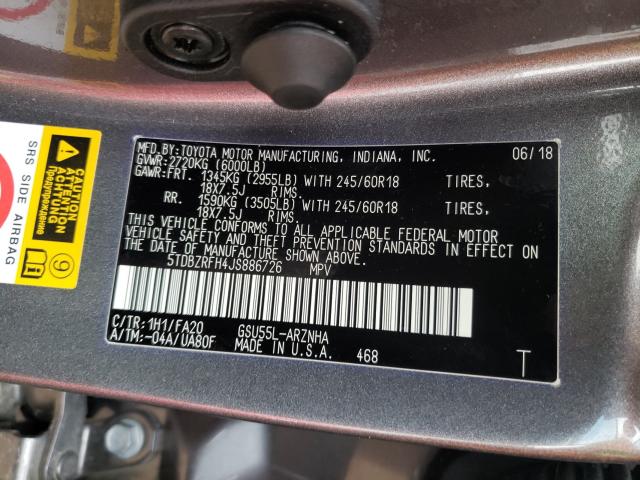 MFD.BY:TOYOTA MOTOR MANUFACTURING, INDIANA, INC. 06/18
GVWR:2720KG (6000LB)
GAWR:FRT. 1345KG (2955LB) WITH 245/60R18 TIRES,
18X7.5J RIMS
RR. 1590KG (3505LB) WITH 245/60R18 TIRES,
18X7.5J RIMS
THIS VEHICLE CONFORMS TO ALL APPLICABLE FEDERAL MOTOR
VEHICLE SAFETY AND THEFT PREVENTION STANDARDS IN EFFECT ON
THE DATE OF MANUFACTURE SHOWN ABOVE.
5TDBZRFH4JS886726 MPV
C/TR:1H1/FA20 GSU55L-ARZNHA
A/TM:-04A/UA80F MADE IN U.S.A. 468 T
SRS SIDE AIRBAG
CAUTION
ATTENTION
ACHTUNG
Предупреждение
9